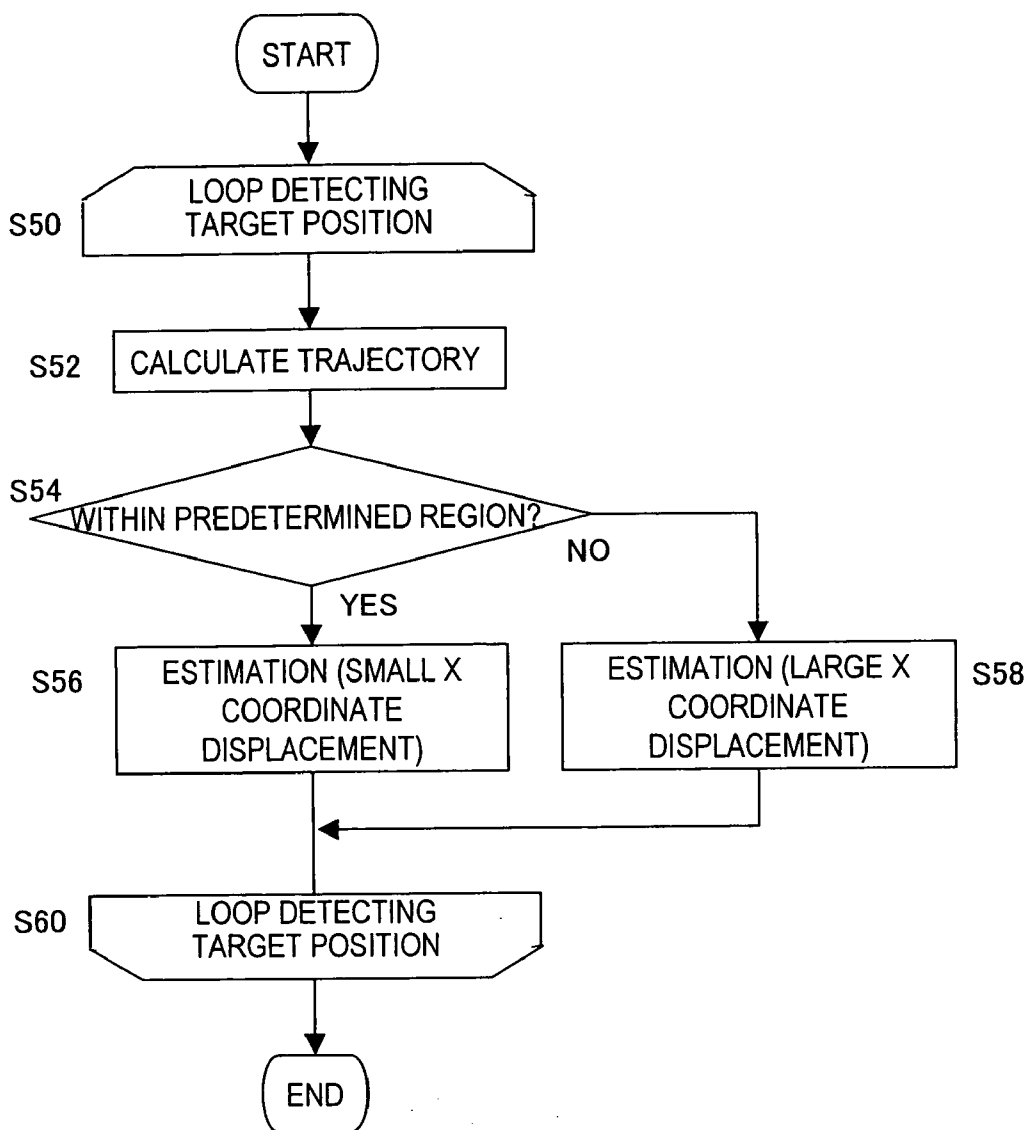 START
S50
LOOP DETECTING
TARGET POSITION
S52
CALCULATE TRAJECTORY
S54
WITHIN PREDETERMINED REGION?
NO
YES
S56
ESTIMATION (SMALL X
COORDINATE
DISPLACEMENT)
ESTIMATION (LARGE X
COORDINATE
DISPLACEMENT)
S58
S60
LOOP DETECTING
TARGET POSITION
END